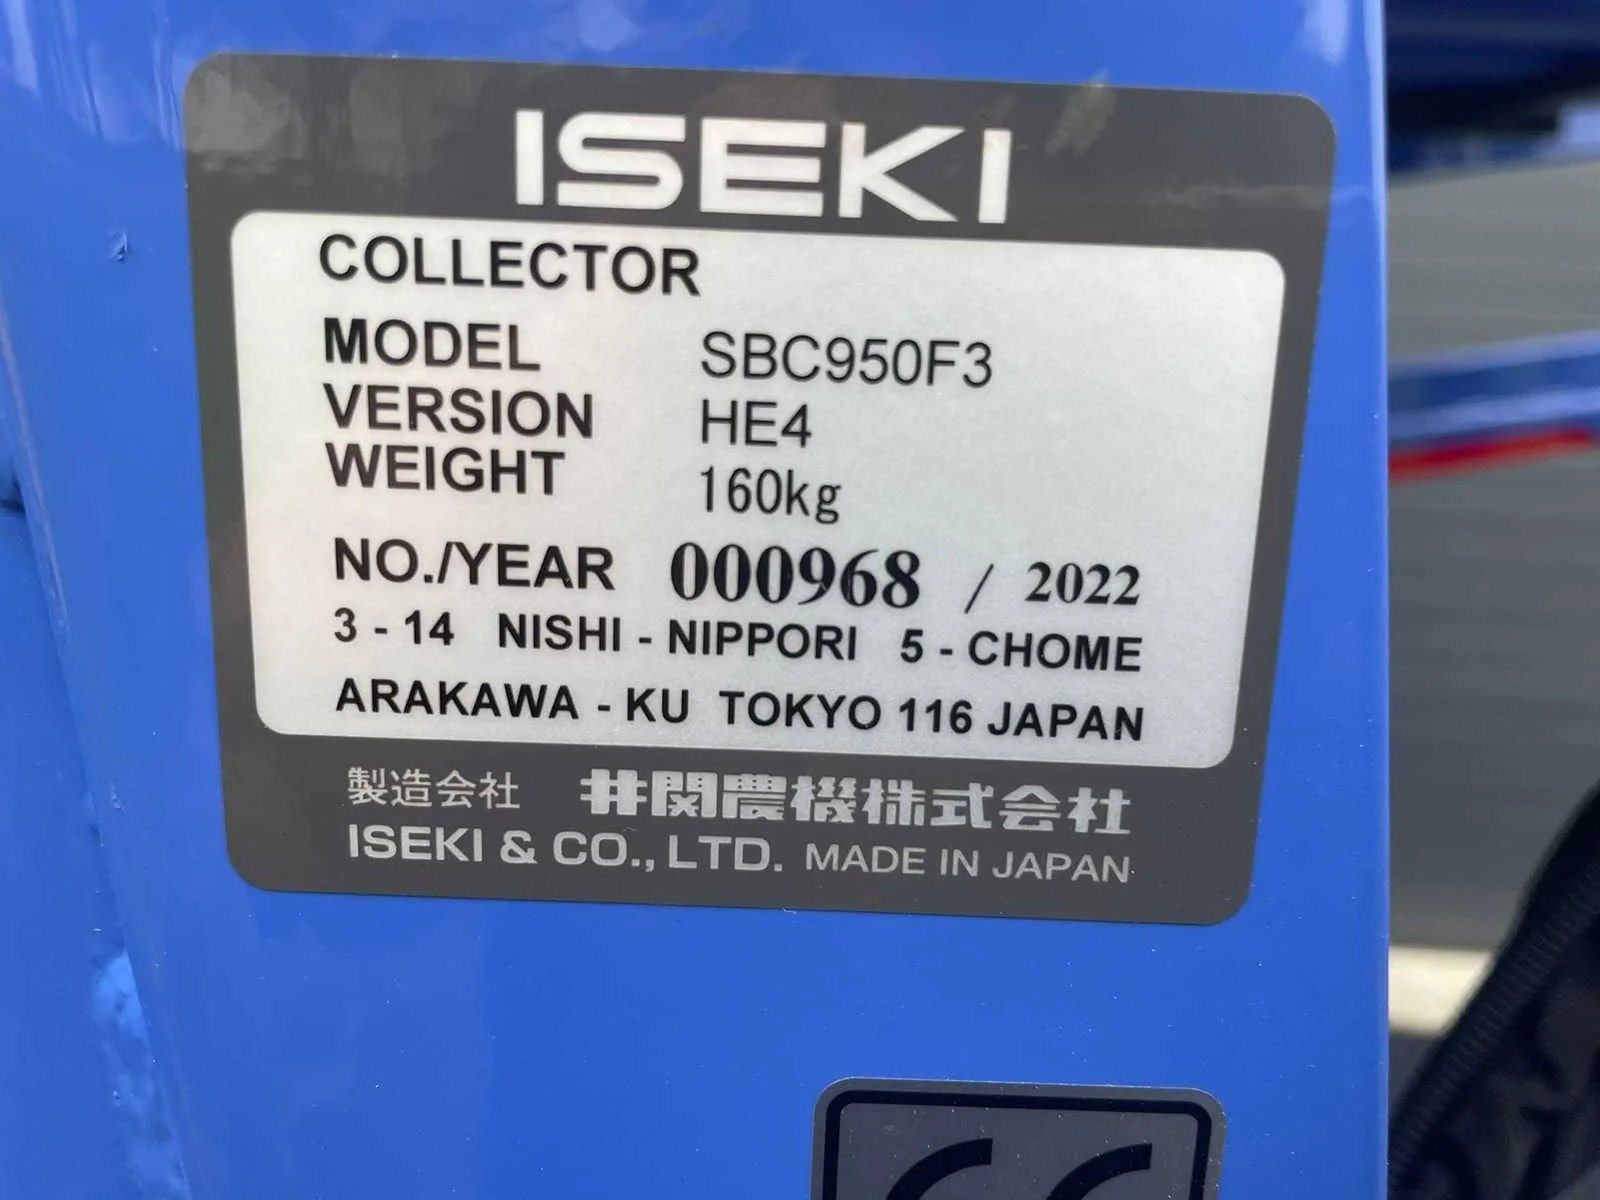 ISEKI
COLLECTOR
MODEL SBC950F3
VERSION HE4
WEIGHT 160kg
NO./YEAR 000968 / 2022
3 - 14 NISHI - NIPPORI 5 - CHOME
ARAKAWA - KU TOKYO 116 JAPAN
製造会社 井関農機株式会社
ISEKI & CO., LTD. MADE IN JAPAN
CE